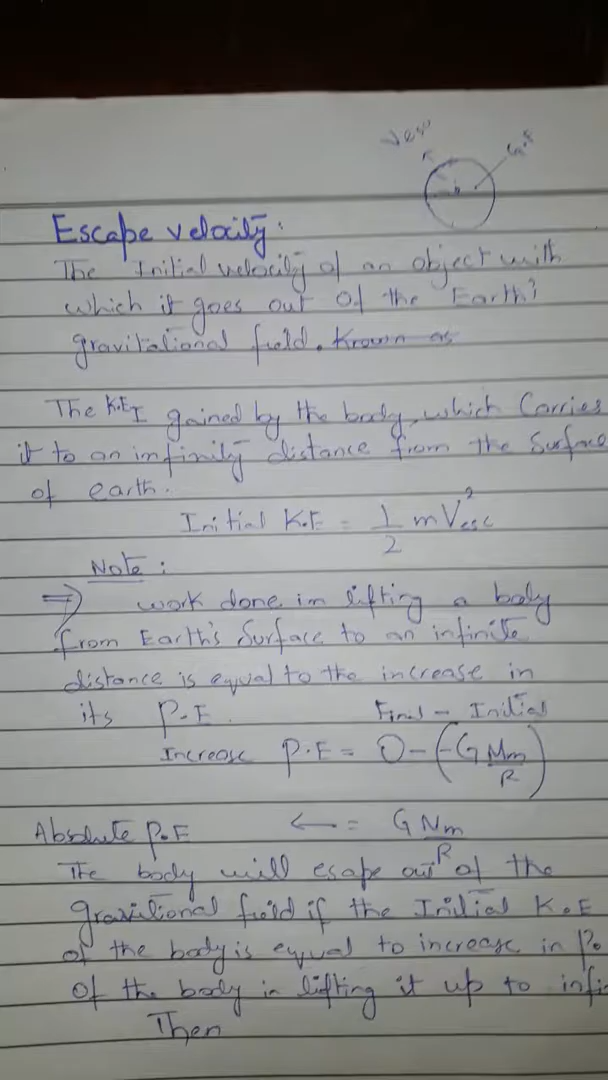 Vesc
G.F
Escape velocity:
The Initial velocity of an object with
which it goes out of the Earth's
gravitational field. Known as
The K.E I gained by the body, which Carries
it to an infinity distance from the Surface
of earth.
Initial K.E = 1/2 mVesc²
Note:
⇒ work done in lifting a body
from Earth's Surface to an infinite
distance is equal to the increase in
its P.E. Final - Initial
Increase P.E = 0 - (-G Mm/R)
Absolute P.E ← = G Mm/R
The body will escape out of the
gravitional field if the Initial K.E
of the body is equal to increase in P.
of the body in lifting it up to infi
Then